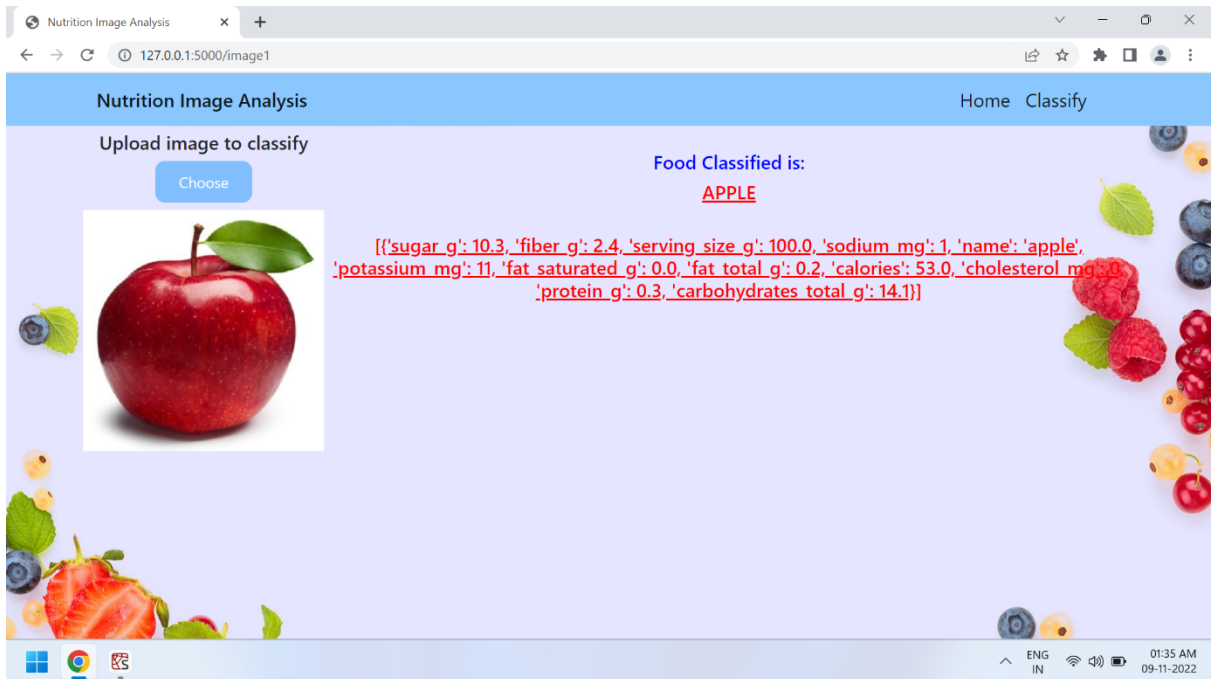 Nutrition Image Analysis
127.0.0.1:5000/image1
Nutrition Image Analysis
Home Classify
Upload image to classify
Choose
Food Classified is:
APPLE
[{'sugar_g': 10.3, 'fiber_g': 2.4, 'serving_size_g': 100.0, 'sodium_mg': 1, 'name': 'apple',
'potassium_mg': 11, 'fat_saturated_g': 0.0, 'fat_total_g': 0.2, 'calories': 53.0, 'cholesterol_mg': 0,
'protein_g': 0.3, 'carbohydrates_total_g': 14.1}]
ENG
IN
01:35 AM
09-11-2022